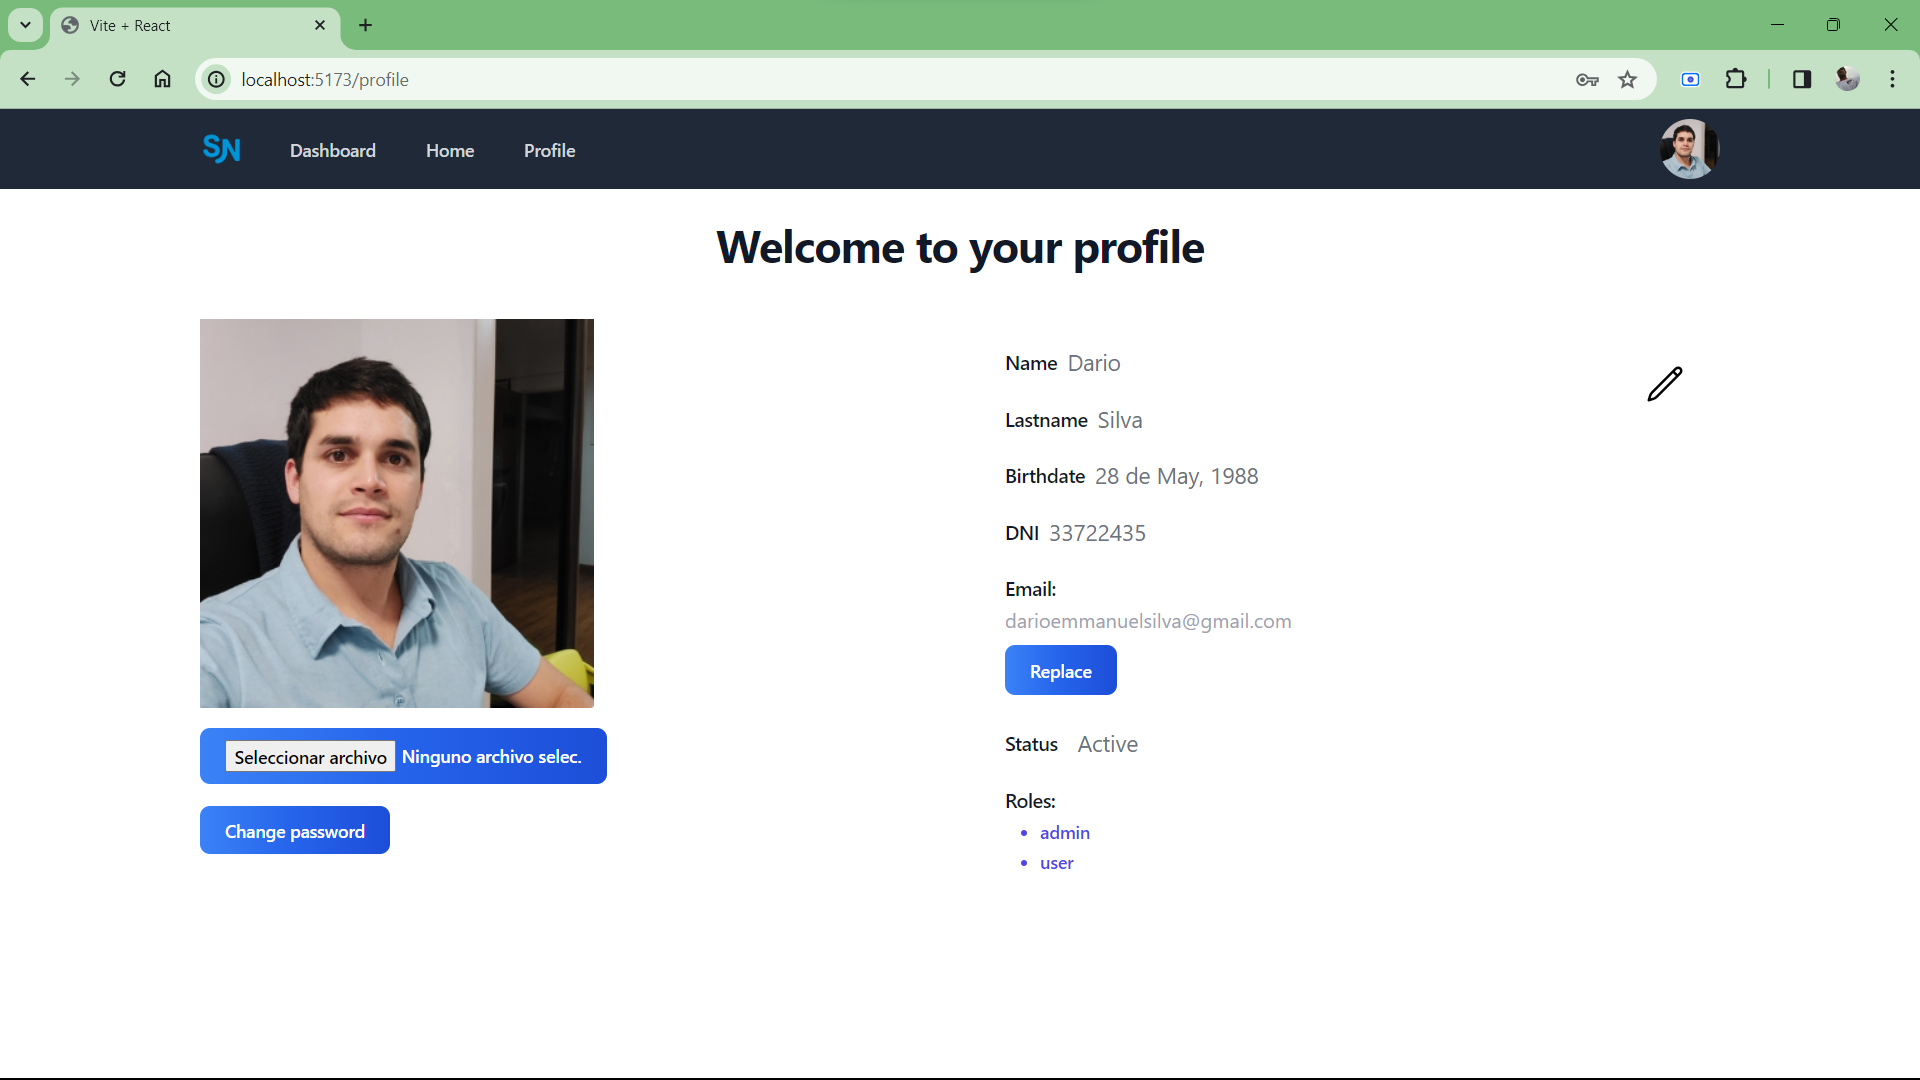 Vite + React
localhost:5173/profile
SN
Dashboard
Home
Profile
Welcome to your profile
Name Dario
Lastname Silva
Birthdate 28 de May, 1988
DNI 33722435
Email:
darioemmanuelsilva@gmail.com
Replace
Status Active
Roles:
• admin
• user
Seleccionar archivo Ninguno archivo selec.
Change password